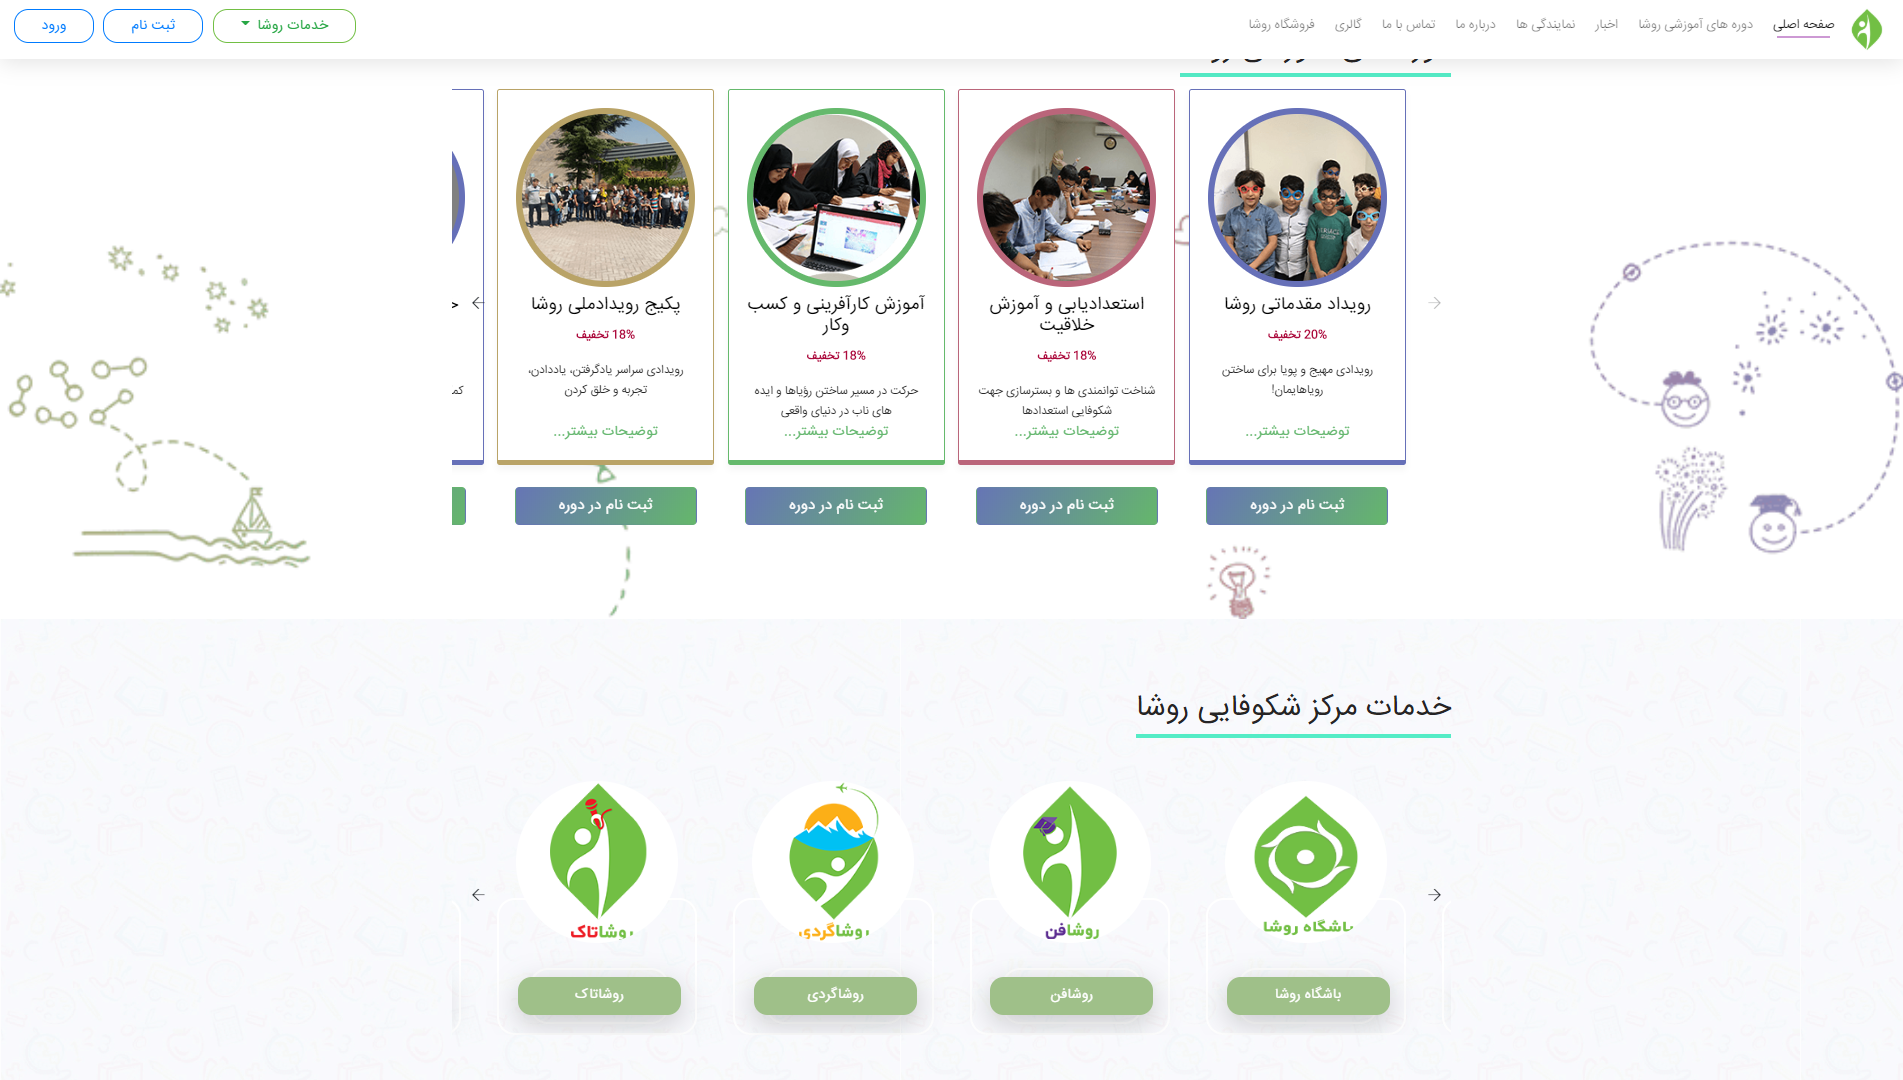 صفحه اصلی
دوره های آموزشی روشا
اخبار
نمایندگی ها
درباره ما
تماس با ما
گالری
فروشگاه روشا
خدمات روشا
ثبت نام
ورود
رویداد مقدماتی روشا
20% تخفیف
رویدادی مهیج و پویا برای ساختن
رویاهایمان!
توضیحات بیشتر...
ثبت نام در دوره
استعدادیابی و آموزش
خلاقیت
18% تخفیف
شناخت توانمندی ها و بسترسازی جهت
شکوفایی استعدادها
توضیحات بیشتر...
ثبت نام در دوره
آموزش کارآفرینی و کسب
وکار
18% تخفیف
حرکت در مسیر ساختن رؤیاها و ایده
های ناب در دنیای واقعی
توضیحات بیشتر...
ثبت نام در دوره
پکیج رویدادملی روشا
18% تخفیف
رویدادی سراسر یادگرفتن، یاددادن،
تجربه و خلق کردن
توضیحات بیشتر...
ثبت نام در دوره
خدمات مرکز شکوفایی روشا
باشگاه روشا
باشگاه روشا
روشافن
روشافن
روشاگردی
روشاگردی
روشاتاک
روشاتاک